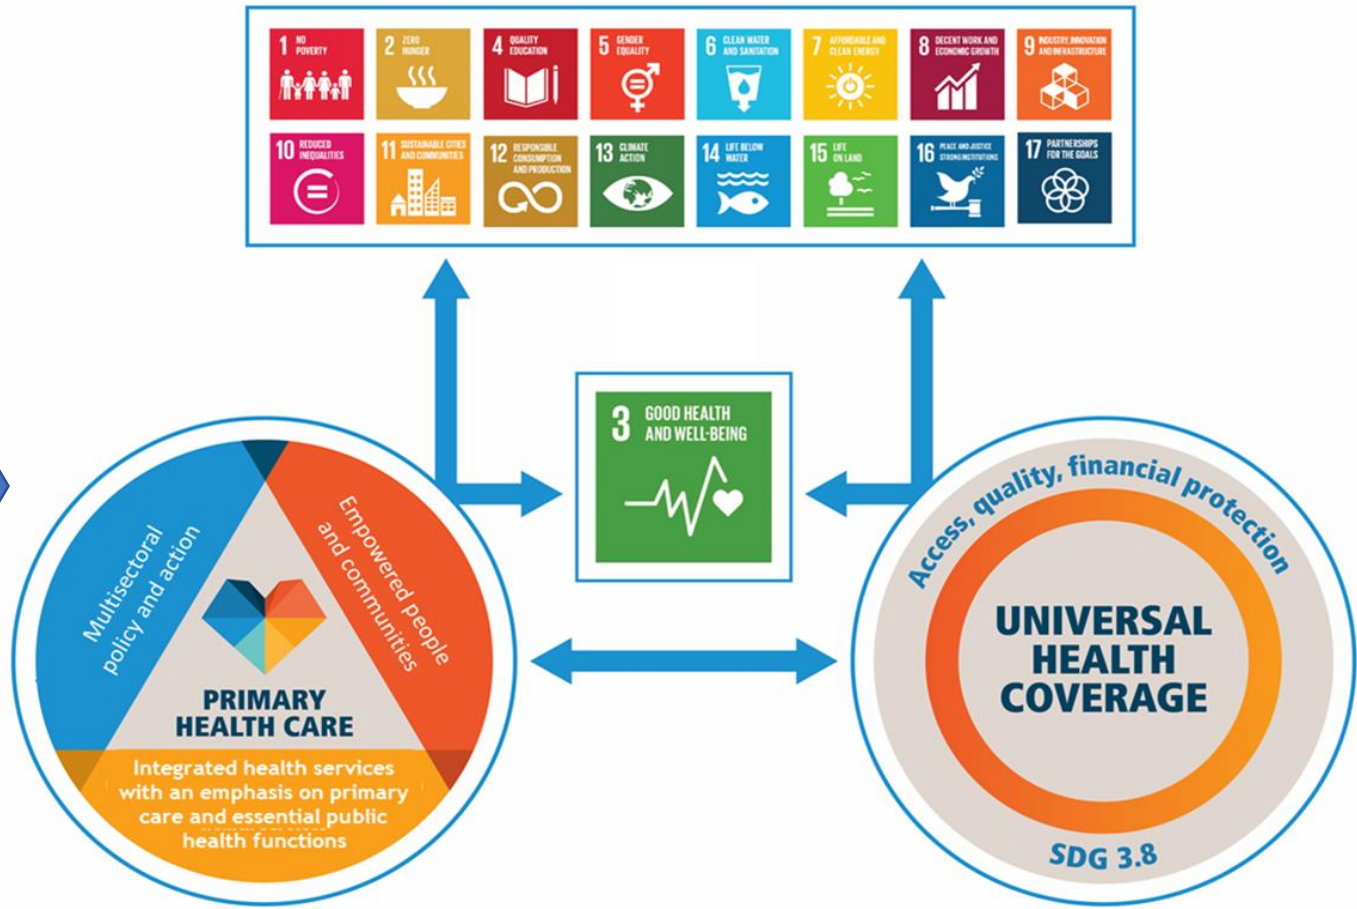 1 NO
POVERTY
2 ZERO
HUNGER
4 QUALITY
EDUCATION
5 GENDER
EQUALITY
6 CLEAN WATER
AND SANITATION
7 AFFORDABLE AND
CLEAN ENERGY
8 DECENT WORK AND
ECONOMIC GROWTH
9 INDUSTRY, INNOVATION
AND INFRASTRUCTURE
10 REDUCED
INEQUALITIES
11 SUSTAINABLE CITIES
AND COMMUNITIES
12 RESPONSIBLE
CONSUMPTION
AND PRODUCTION
13 CLIMATE
ACTION
14 LIFE BELOW
WATER
15 LIFE
ON LAND
16 PEACE AND JUSTICE
STRONG INSTITUTIONS
17 PARTNERSHIPS
FOR THE GOALS
3 GOOD HEALTH
AND WELL-BEING
Multisectoral
policy and action
Empowered people
and communities
PRIMARY
HEALTH CARE
Integrated health services
with an emphasis on primary
care and essential public
health functions
Access, quality, financial protection
UNIVERSAL
HEALTH
COVERAGE
SDG 3.8